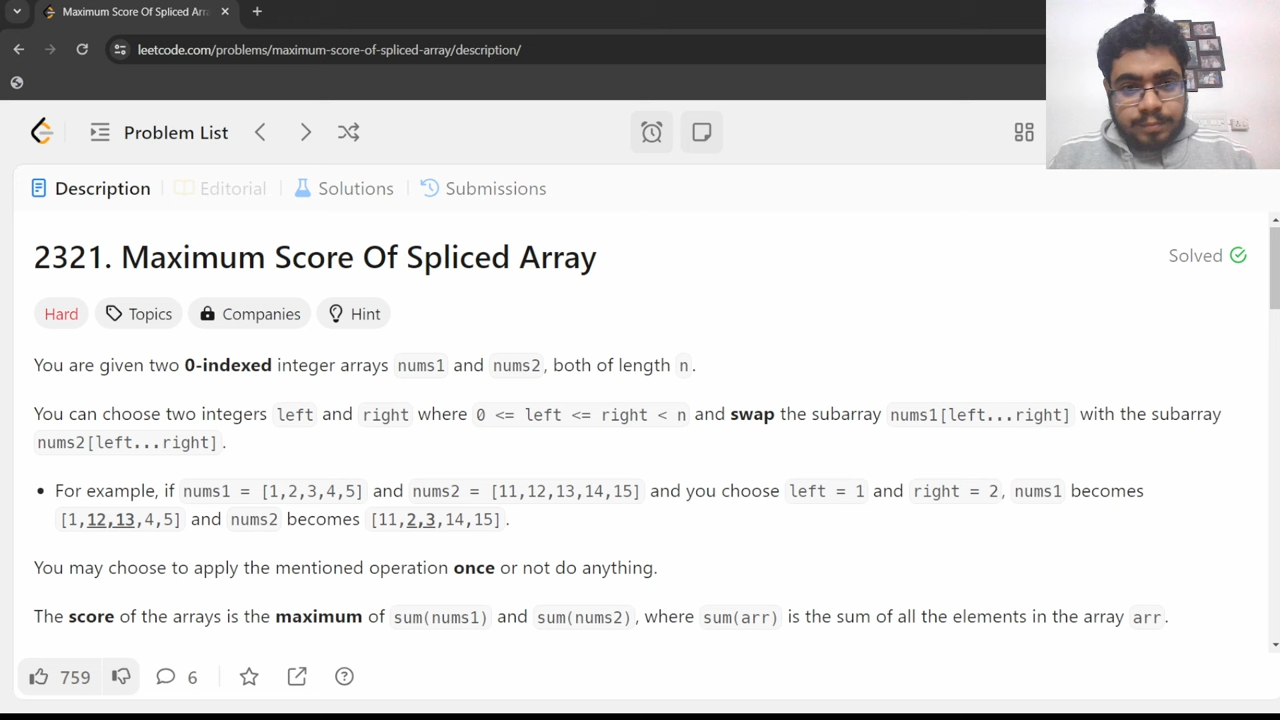 Maximum Score Of Spliced Arr
leetcode.com/problems/maximum-score-of-spliced-array/description/
Problem List
Description Editorial Solutions Submissions
2321. Maximum Score Of Spliced Array
Solved
Hard Topics Companies Hint
You are given two 0-indexed integer arrays nums1 and nums2, both of length n.
You can choose two integers left and right where 0 <= left <= right < n and swap the subarray nums1[left...right] with the subarray
nums2[left...right].
For example, if nums1 = [1,2,3,4,5] and nums2 = [11,12,13,14,15] and you choose left = 1 and right = 2, nums1 becomes
[1,12,13,4,5] and nums2 becomes [11,2,3,14,15].
You may choose to apply the mentioned operation once or not do anything.
The score of the arrays is the maximum of sum(nums1) and sum(nums2), where sum(arr) is the sum of all the elements in the array arr.
759 6